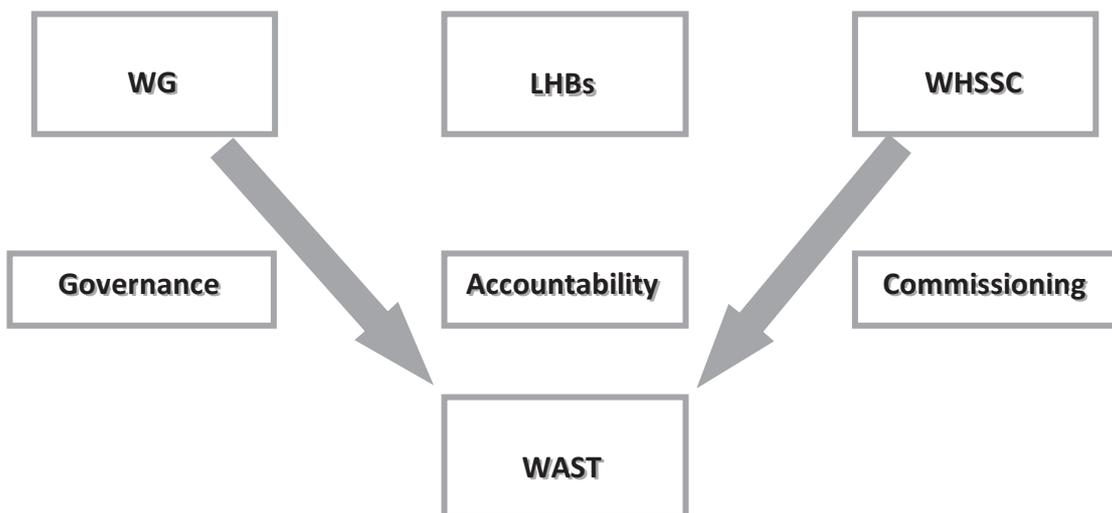 WG
LHBs
WHSSC
Governance
Accountability
Commissioning
WAST